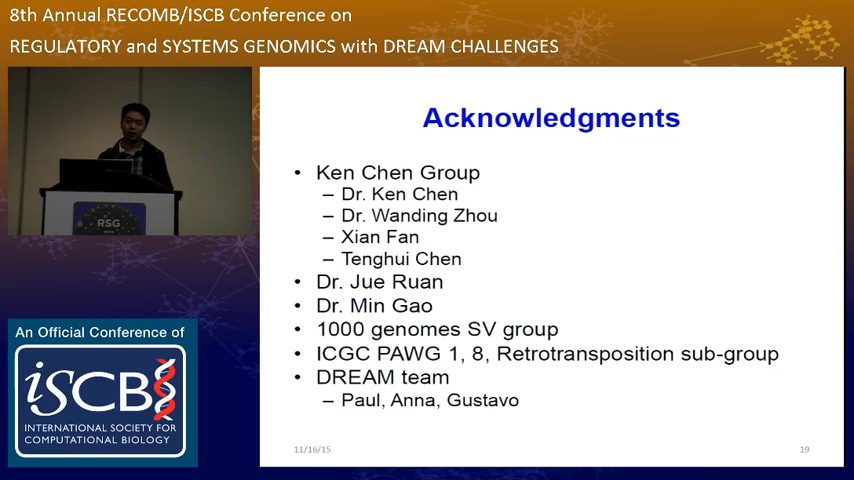 8th Annual RECOMB/ISCB Conference on
REGULATORY and SYSTEMS GENOMICS with DREAM CHALLENGES
RSG
An Official Conference of
iSCB
INTERNATIONAL SOCIETY FOR
COMPUTATIONAL BIOLOGY
Acknowledgments
• Ken Chen Group
– Dr. Ken Chen
– Dr. Wanding Zhou
– Xian Fan
– Tenghui Chen
• Dr. Jue Ruan
• Dr. Min Gao
• 1000 genomes SV group
• ICGC PAWG 1, 8, Retrotransposition sub-group
• DREAM team
– Paul, Anna, Gustavo
11/16/15
19